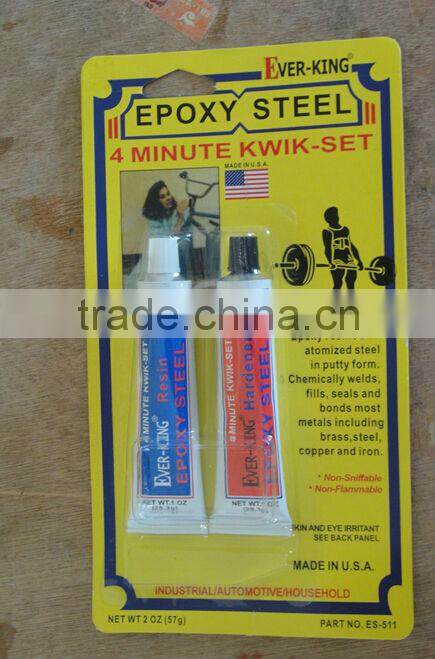 EVER-KING®
EPOXY STEEL
4 MINUTE KWIK-SET
MADE IN U.S.A.
trade.china.cn
atomized steel
in putty form.
Chemically welds,
fills, seals and
bonds most
metals including
brass, steel,
copper and iron.
* Non-Sniffable
* Non-Flammable
SKIN AND EYE IRRITANT
SEE BACK PANEL
MADE IN U.S.A.
4 MINUTE KWIK-SET
EVER-KING® Resin
EPOXY STEEL
NET WT. 1 OZ
(28.3g)
4 MINUTE KWIK-SET
EVER-KING® Hardener
EPOXY STEEL
NET WT. 1 OZ
(28.3g)
INDUSTRIAL/AUTOMOTIVE/HOUSEHOLD
NET WT 2 OZ (57g)
PART NO. ES-511